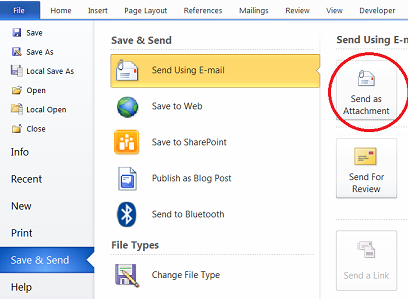 File Home Insert Page Layout References Mailings Review View Developer
Save
Save As
Local Save As
Open
Local Open
Close
Info
Recent
New
Print
Save & Send
Help
Save & Send
Send Using E-mail
Save to Web
Save to SharePoint
Publish as Blog Post
Send to Bluetooth
File Types
Change File Type
Send Using E-m
Send as
Attachment
Send For
Review
Send a Link